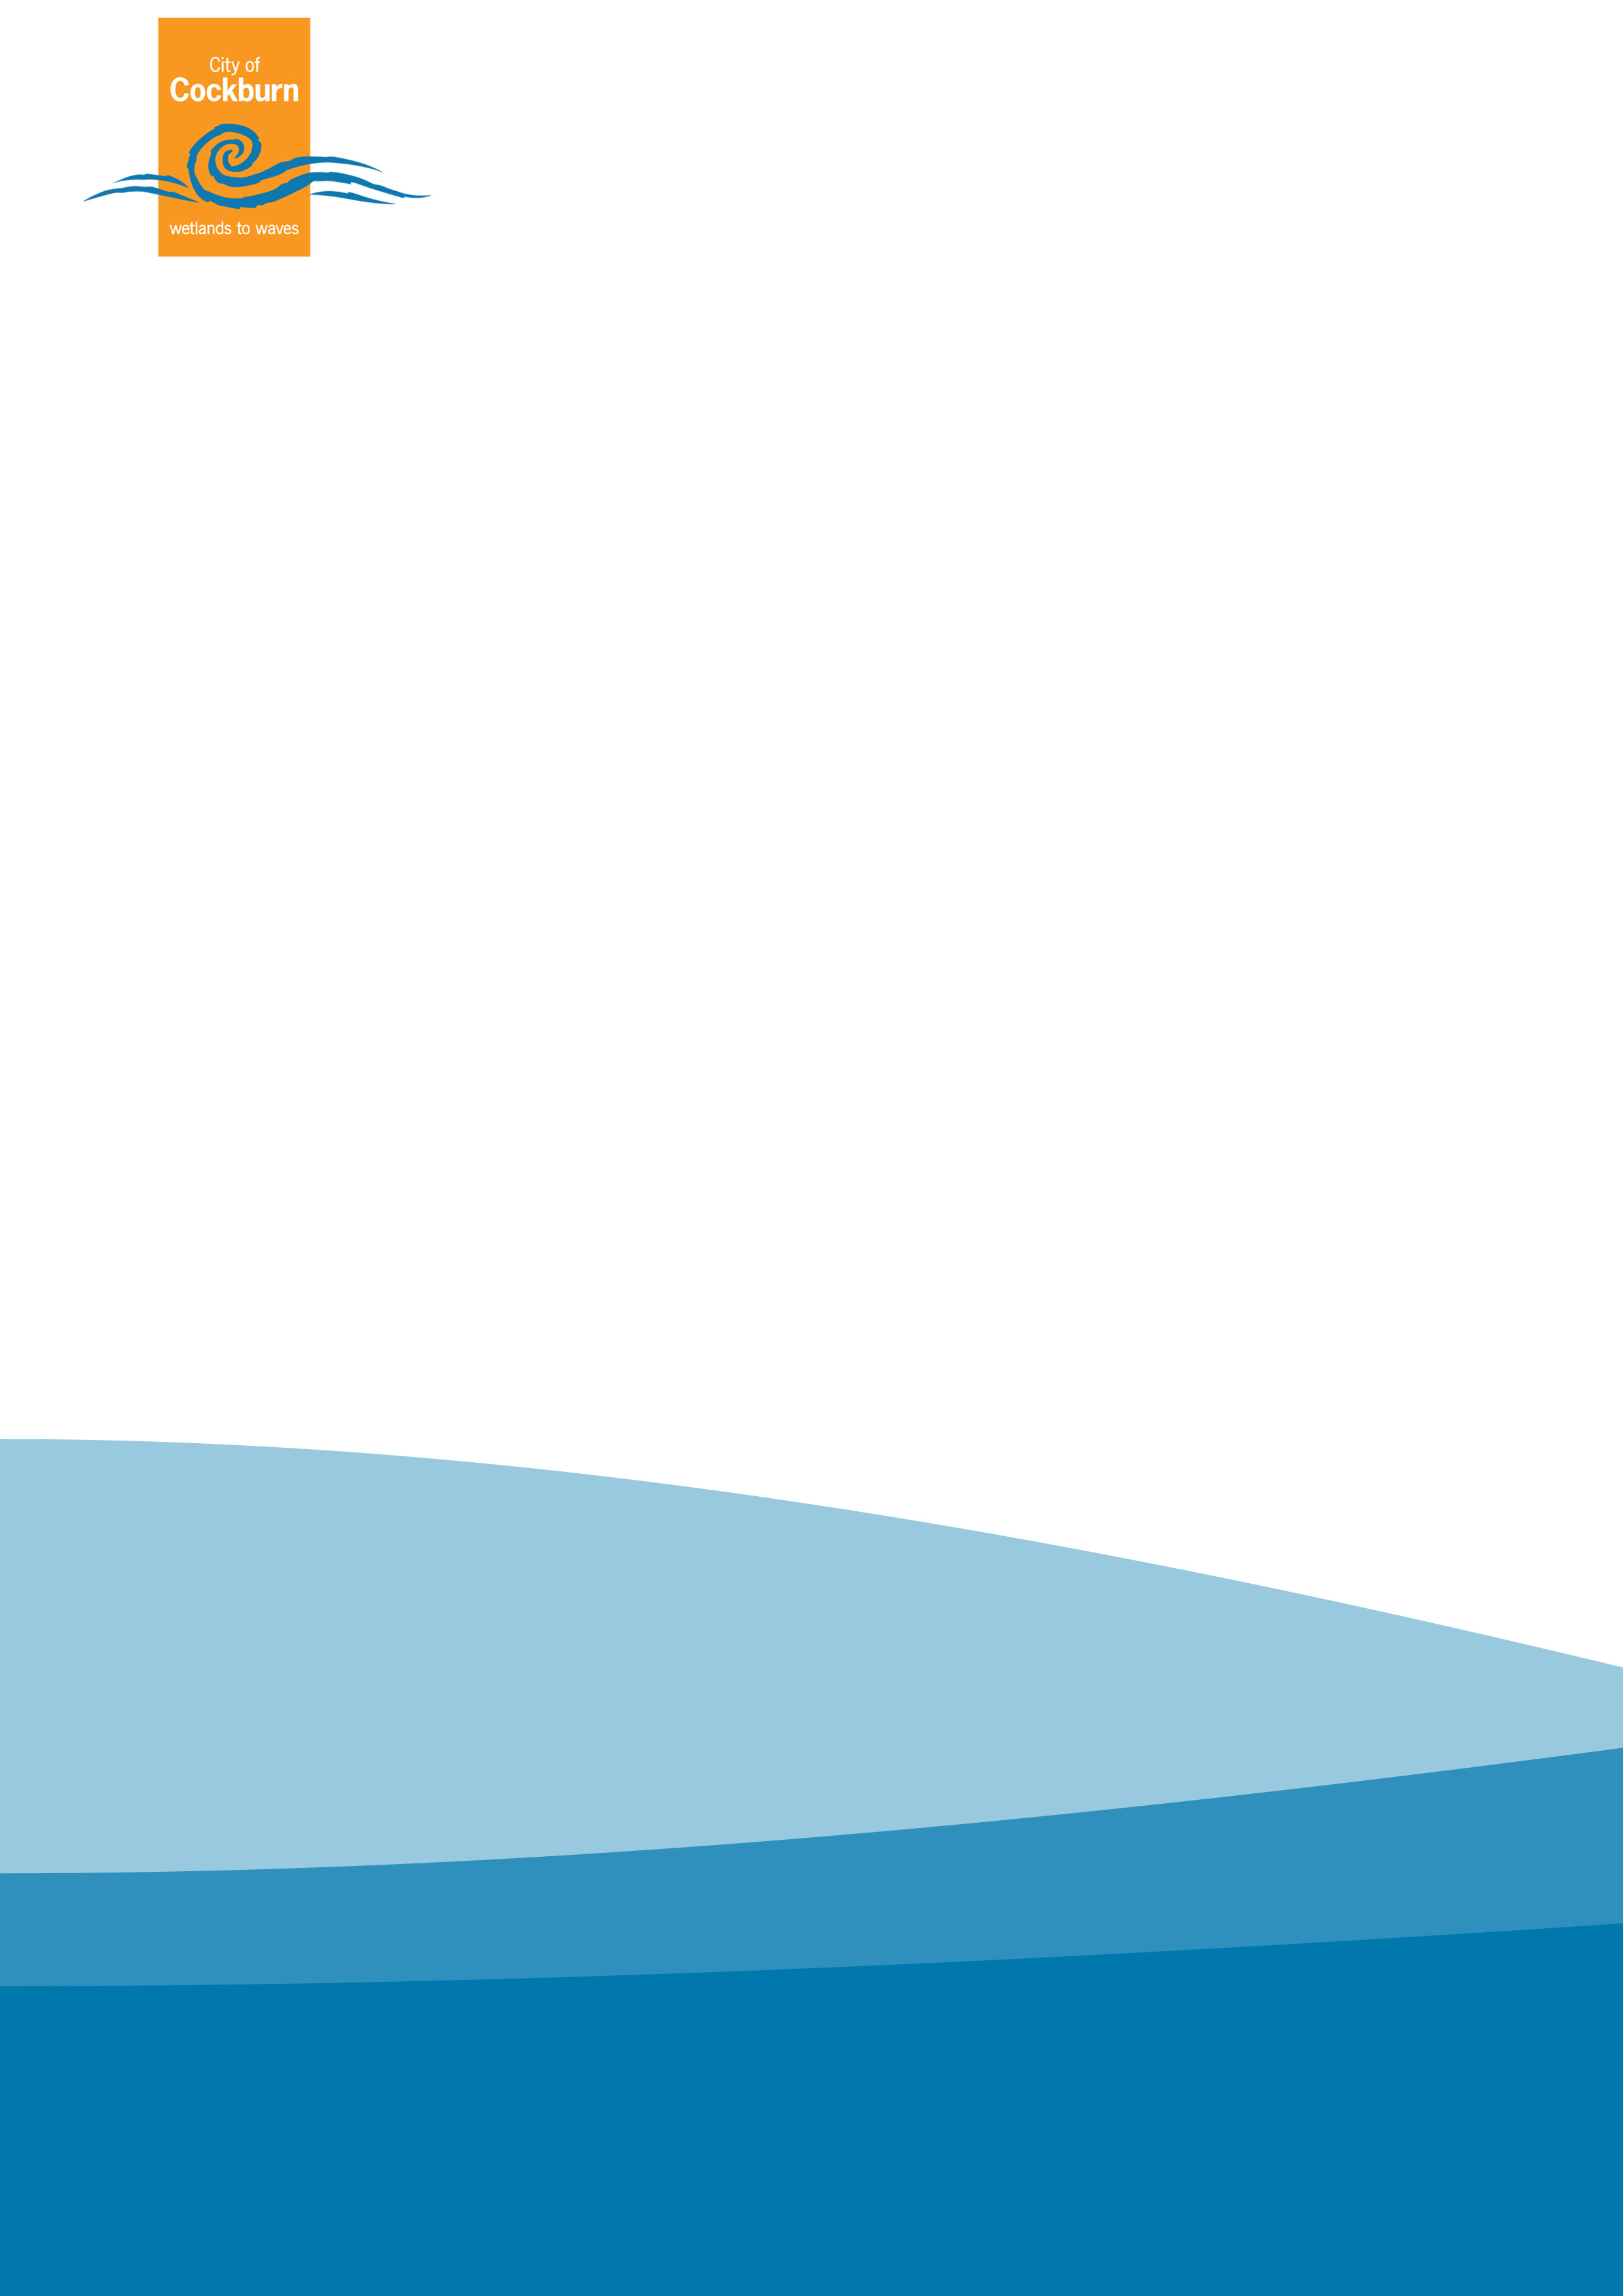 City of
Cockburn
wetlands to waves